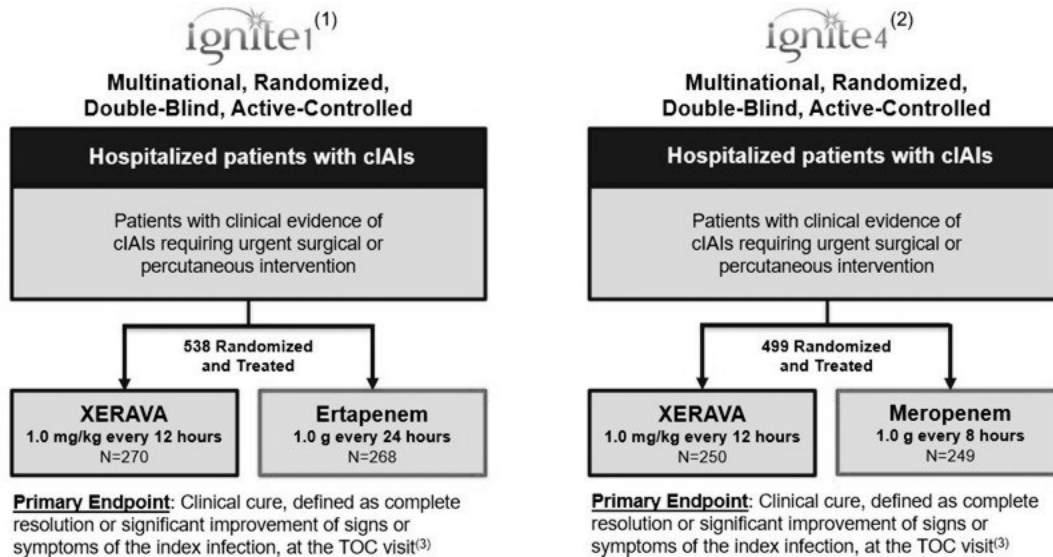 ignite1(1)
Multinational, Randomized,
Double-Blind, Active-Controlled
Hospitalized patients with cIAIs
Patients with clinical evidence of
cIAIs requiring urgent surgical or
percutaneous intervention
538 Randomized
and Treated
XERAVA
1.0 mg/kg every 12 hours
N=270
Ertapenem
1.0 g every 24 hours
N=268
Primary Endpoint: Clinical cure, defined as complete
resolution or significant improvement of signs or
symptoms of the index infection, at the TOC visit(3)
ignite4(2)
Multinational, Randomized,
Double-Blind, Active-Controlled
Hospitalized patients with cIAIs
Patients with clinical evidence of
cIAIs requiring urgent surgical or
percutaneous intervention
499 Randomized
and Treated
XERAVA
1.0 mg/kg every 12 hours
N=250
Meropenem
1.0 g every 8 hours
N=249
Primary Endpoint: Clinical cure, defined as complete
resolution or significant improvement of signs or
symptoms of the index infection, at the TOC visit(3)